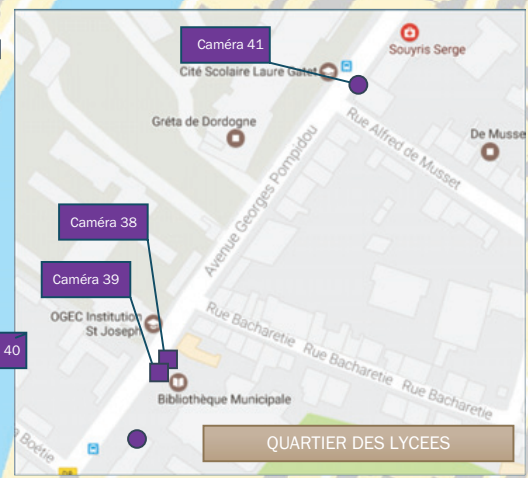 Caméra 41
Souyris Serge
Cité Scolaire Laure Gatet
Gréta de Dordogne
Rue Alfred de Musset
De Musse
Avenue Georges Pompidou
Caméra 38
Caméra 39
OGEC Institution
St Joseph
Rue Bacharetie Rue Bacharetie Rue Bacharetie
40
Bibliothèque Municipale
a Boétie
QUARTIER DES LYCEES